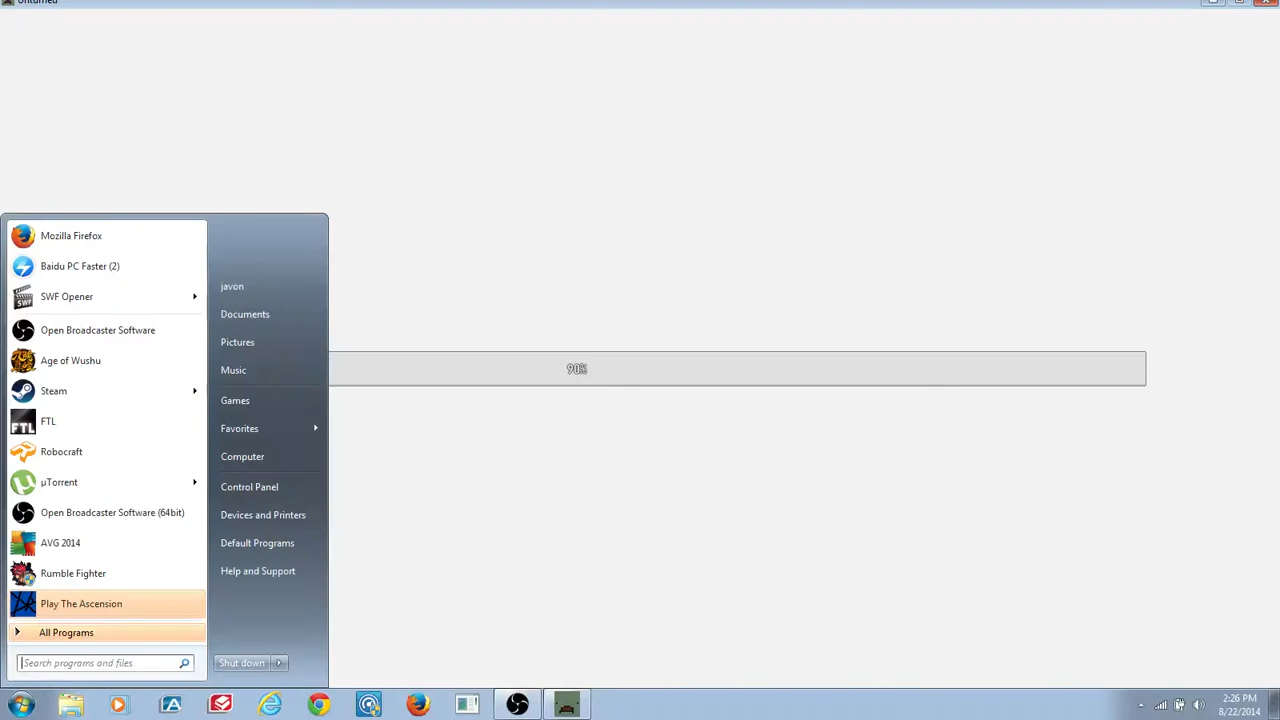 Unturned
Mozilla Firefox
Baidu PC Faster (2)
SWF Opener
Open Broadcaster Software
Age of Wushu
Steam
FTL
Robocraft
µTorrent
Open Broadcaster Software (64bit)
AVG 2014
Rumble Fighter
Play The Ascension
All Programs
Search programs and files
javon
Documents
Pictures
Music
Games
Favorites
Computer
Control Panel
Devices and Printers
Default Programs
Help and Support
Shut down
90%
2:26 PM
8/22/2014